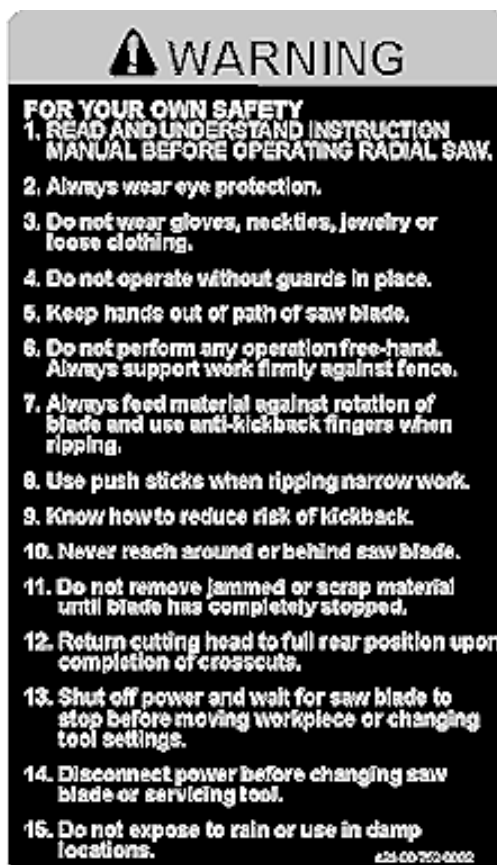 WARNING
FOR YOUR OWN SAFETY
1. READ AND UNDERSTAND INSTRUCTION
MANUAL BEFORE OPERATING RADIAL SAW.
2. Always wear eye protection.
3. Do not wear gloves, neckties, jewelry or
loose clothing.
4. Do not operate without guards in place.
5. Keep hands out of path of saw blade.
6. Do not perform any operation free-hand.
Always support work firmly against fence.
7. Always feed material against rotation of
blade and use anti-kickback fingers when
ripping.
8. Use push sticks when ripping narrow work.
9. Know how to reduce risk of kickback.
10. Never reach around or behind saw blade.
11. Do not remove jammed or scrap material
until blade has completely stopped.
12. Return cutting head to full rear position upon
completion of crosscuts.
13. Shut off power and wait for saw blade to
stop before moving workpiece or changing
tool settings.
14. Disconnect power before changing saw
blade or servicing tool.
15. Do not expose to rain or use in damp
locations.